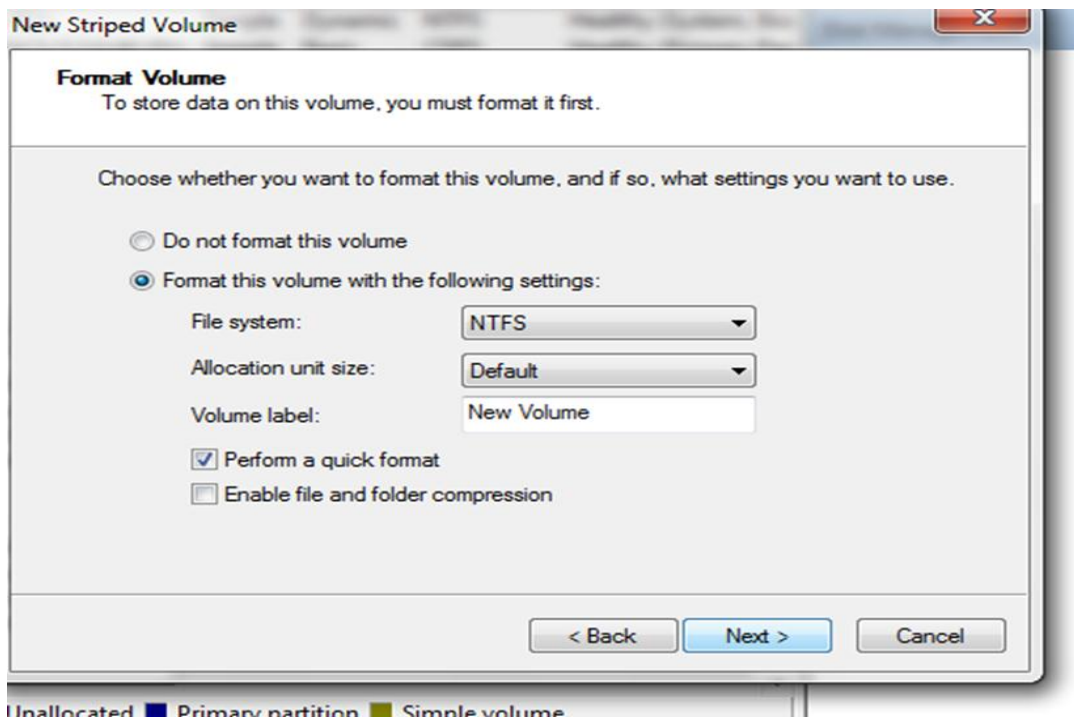 New Striped Volume
Format Volume
To store data on this volume, you must format it first.
Choose whether you want to format this volume, and if so, what settings you want to use.
Do not format this volume
Format this volume with the following settings:
File system: NTFS
Allocation unit size: Default
Volume label: New Volume
Perform a quick format
Enable file and folder compression
< Back Next > Cancel
Unallocated Primary partition Simple volume